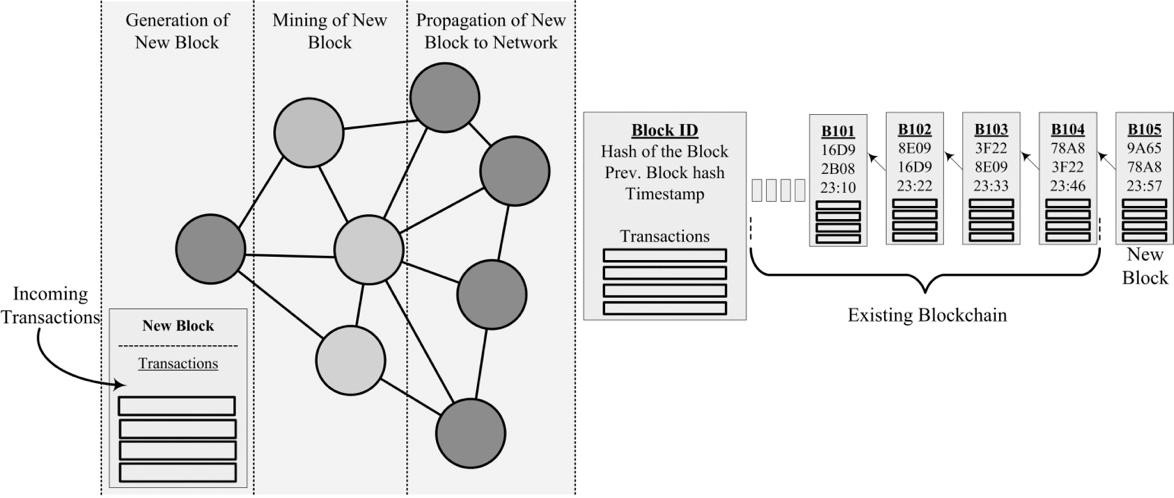 Generation of
New Block
Mining of New
Block
Propagation of New
Block to Network
Incoming
Transactions
New Block
Transactions
Block ID
Hash of the Block
Prev. Block hash
Timestamp
Transactions
B101
16D9
2B08
23:10
B102
8E09
16D9
23:22
B103
3F22
8E09
23:33
B104
78A8
3F22
23:46
B105
9A65
78A8
23:57
New
Block
Existing Blockchain